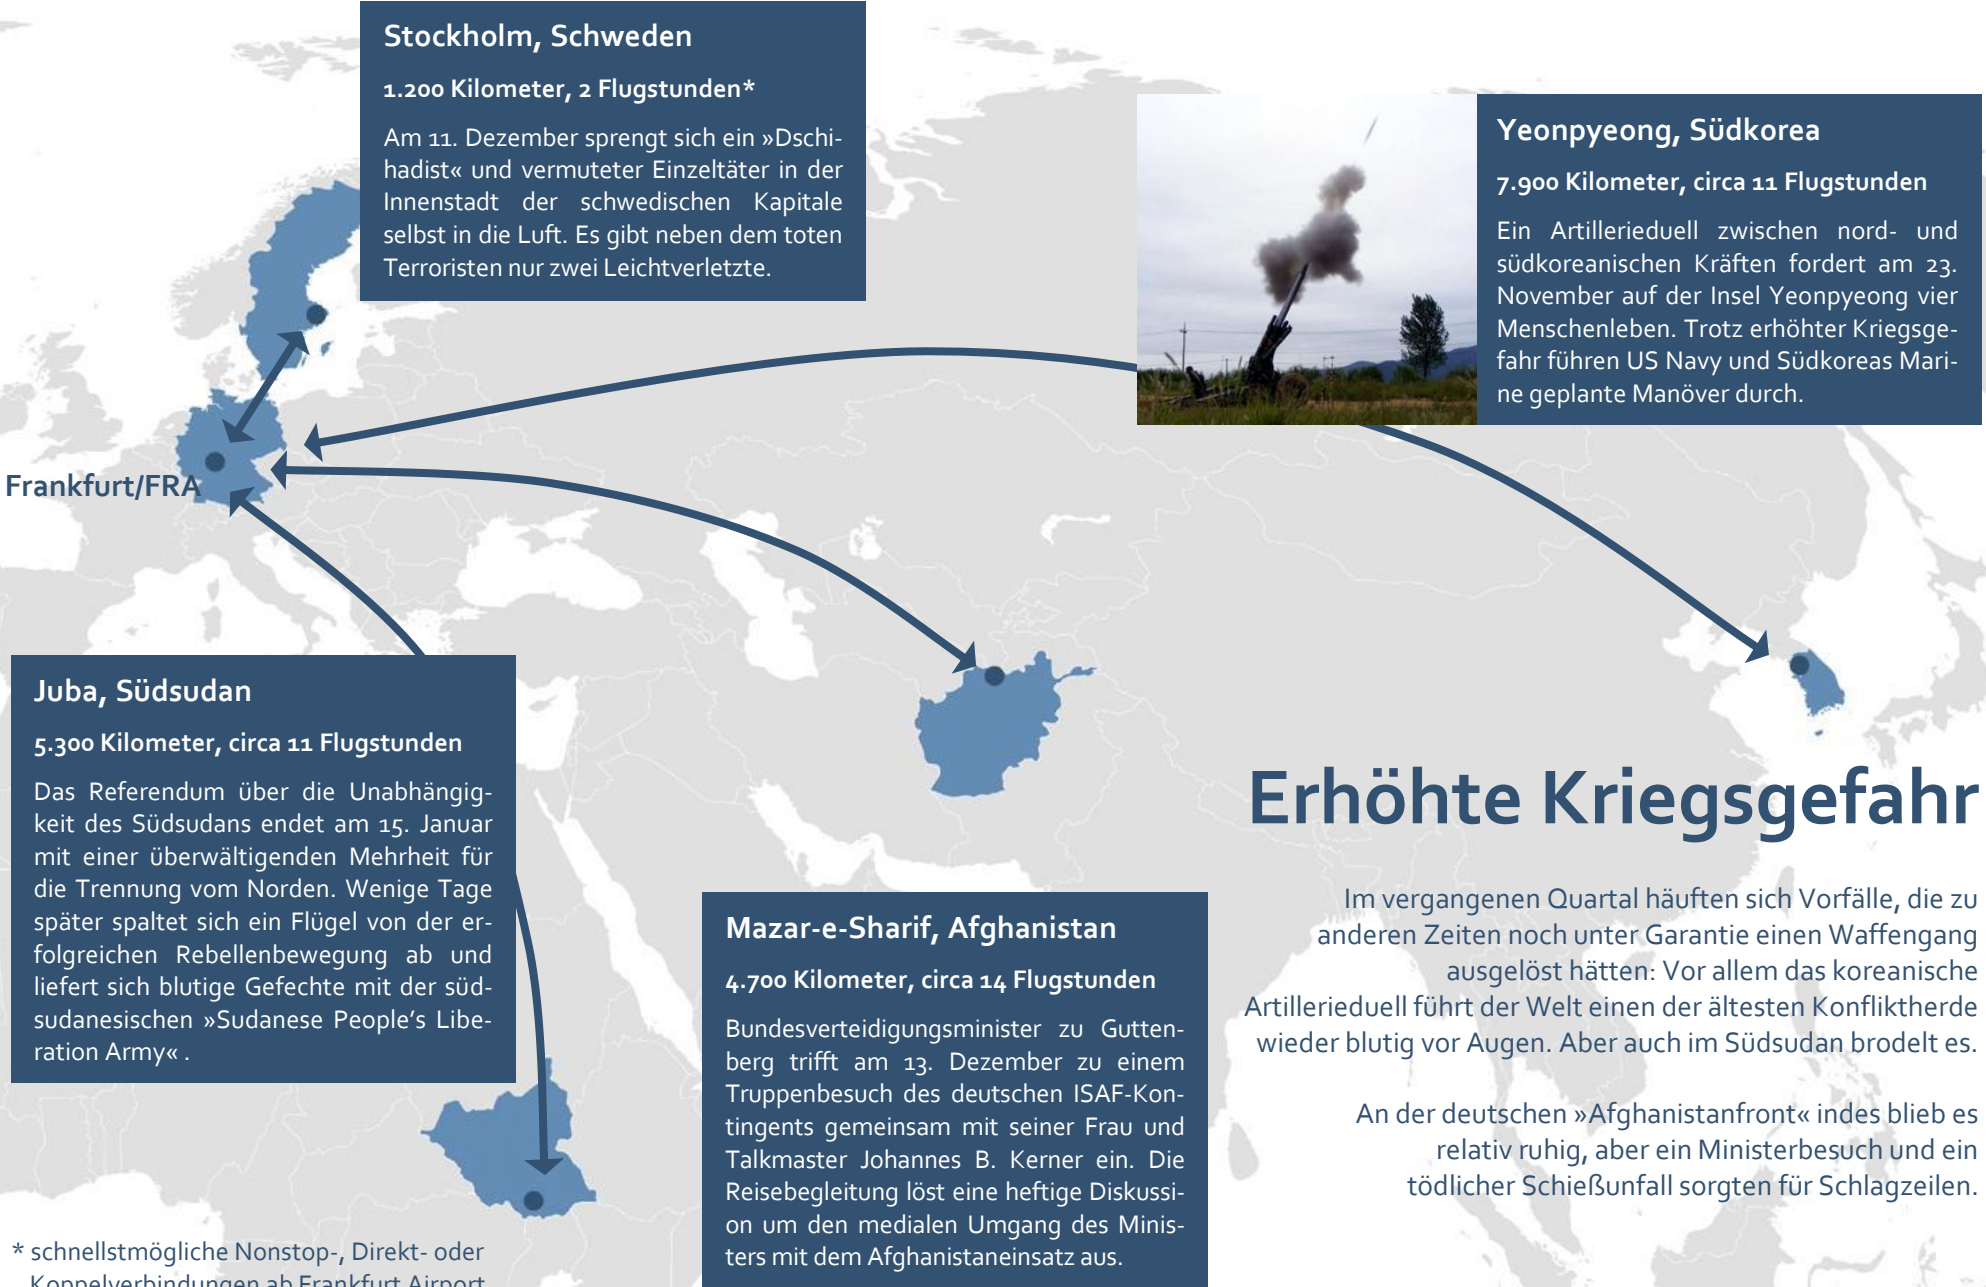 Stockholm, Schweden
1.200 Kilometer, 2 Flugstunden*
Am 11. Dezember sprengt sich ein »Dschi-
hadist« und vermuteter Einzeltäter in der
Innenstadt der schwedischen Kapitale
selbst in die Luft. Es gibt neben dem toten
Terroristen nur zwei Leichtverletzte.
Yeonpyeong, Südkorea
7.900 Kilometer, circa 11 Flugstunden
Ein Artillerieduell zwischen nord- und
südkoreanischen Kräften fordert am 23.
November auf der Insel Yeonpyeong vier
Menschenleben. Trotz erhöhter Kriegsge-
fahr führen US Navy und Südkoreas Mari-
ne geplante Manöver durch.
Frankfurt/FRA
Juba, Südsudan
5.300 Kilometer, circa 11 Flugstunden
Das Referendum über die Unabhängig-
keit des Südsudans endet am 15. Januar
mit einer überwältigenden Mehrheit für
die Trennung vom Norden. Wenige Tage
später spaltet sich ein Flügel von der er-
folgreichen Rebellenbewegung ab und
liefert sich blutige Gefechte mit der süd-
sudanesischen »Sudanese People's Libe-
ration Army« .
Mazar-e-Sharif, Afghanistan
4.700 Kilometer, circa 14 Flugstunden
Bundesverteidigungsminister zu Gutten-
berg trifft am 13. Dezember zu einem
Truppenbesuch des deutschen ISAF-Kon-
tingents gemeinsam mit seiner Frau und
Talkmaster Johannes B. Kerner ein. Die
Reisebegleitung löst eine heftige Diskussi-
on um den medialen Umgang des Minis-
ters mit dem Afghanistaneinsatz aus.
Erhöhte Kriegsgefahr
Im vergangenen Quartal häuften sich Vorfälle, die zu
anderen Zeiten noch unter Garantie einen Waffengang
ausgelöst hätten: Vor allem das koreanische
Artillerieduell führt der Welt einen der ältesten Konfliktherde
wieder blutig vor Augen. Aber auch im Südsudan brodelt es.
An der deutschen »Afghanistanfront« indes blieb es
relativ ruhig, aber ein Ministerbesuch und ein
tödlicher Schießunfall sorgten für Schlagzeilen.
* schnellstmögliche Nonstop-, Direkt- oder
Koppelverbindungen ab Frankfurt Airport